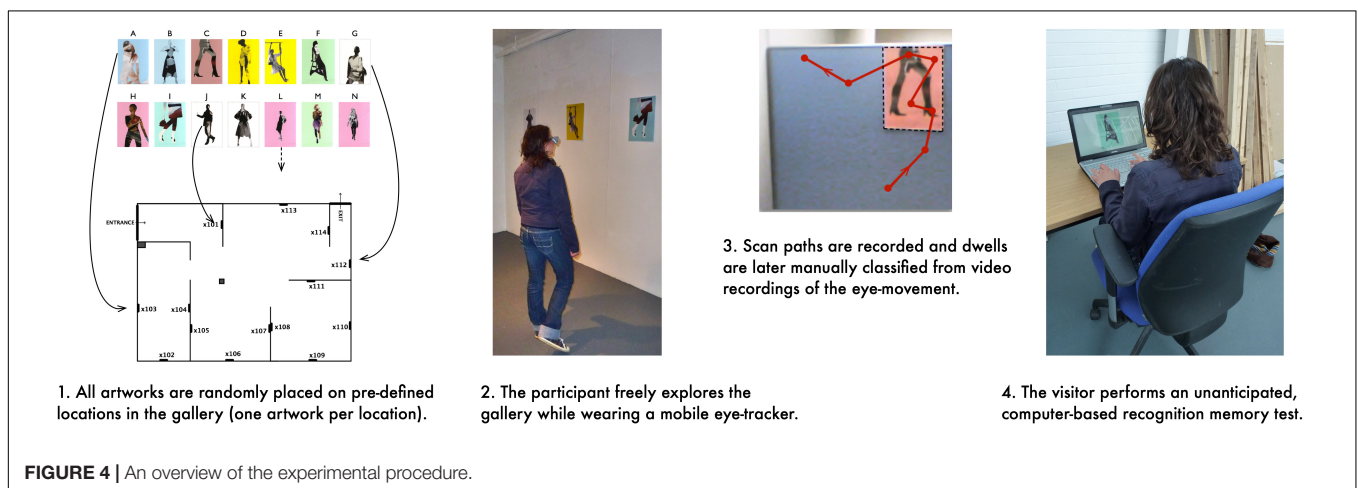 A B C D E F G
H I J K L M N
ENTRANCE
EXIT
x113
x101
x114
x112
x111
x103
x104
x105
x107
x108
x110
x102
x106
x109
1. All artworks are randomly placed on pre-defined
locations in the gallery (one artwork per location).
2. The participant freely explores the
gallery while wearing a mobile eye-tracker.
3. Scan paths are recorded and dwells
are later manually classified from video
recordings of the eye-movement.
4. The visitor performs an unanticipated,
computer-based recognition memory test.
FIGURE 4 | An overview of the experimental procedure.